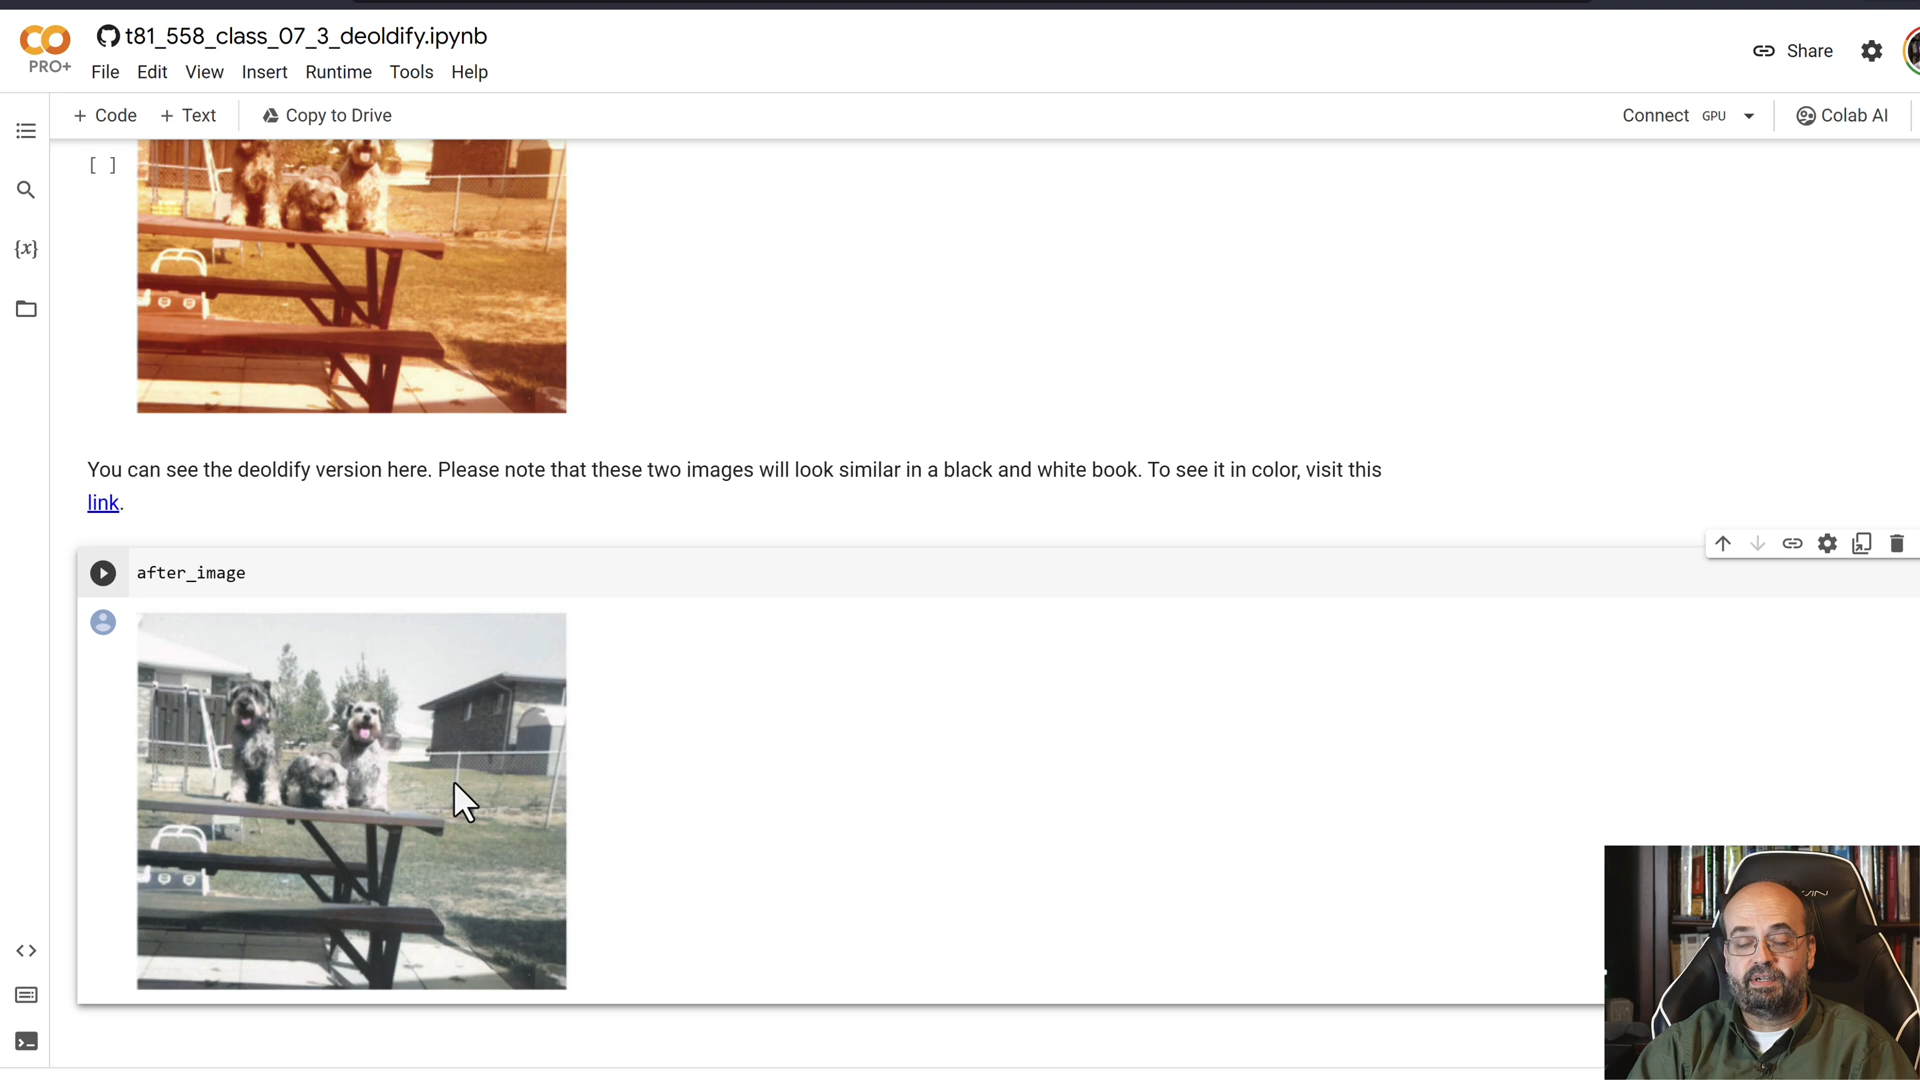 t81_558_class_07_3_deoldify.ipynb
Share
PRO+
File Edit View Insert Runtime Tools Help
+ Code + Text Copy to Drive
Connect GPU
Colab AI
[ ]
{x}
You can see the deoldify version here. Please note that these two images will look similar in a black and white book. To see it in color, visit this
link.
after_image